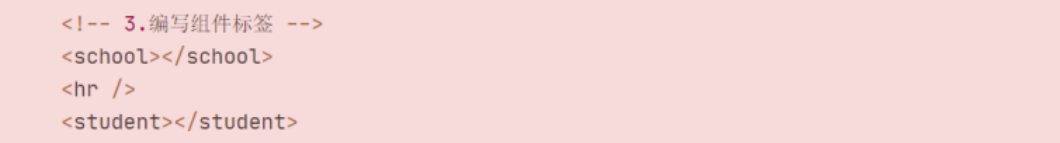 <!-- 3.编写组件标签 -->
<school></school>
<hr />
<student></student>